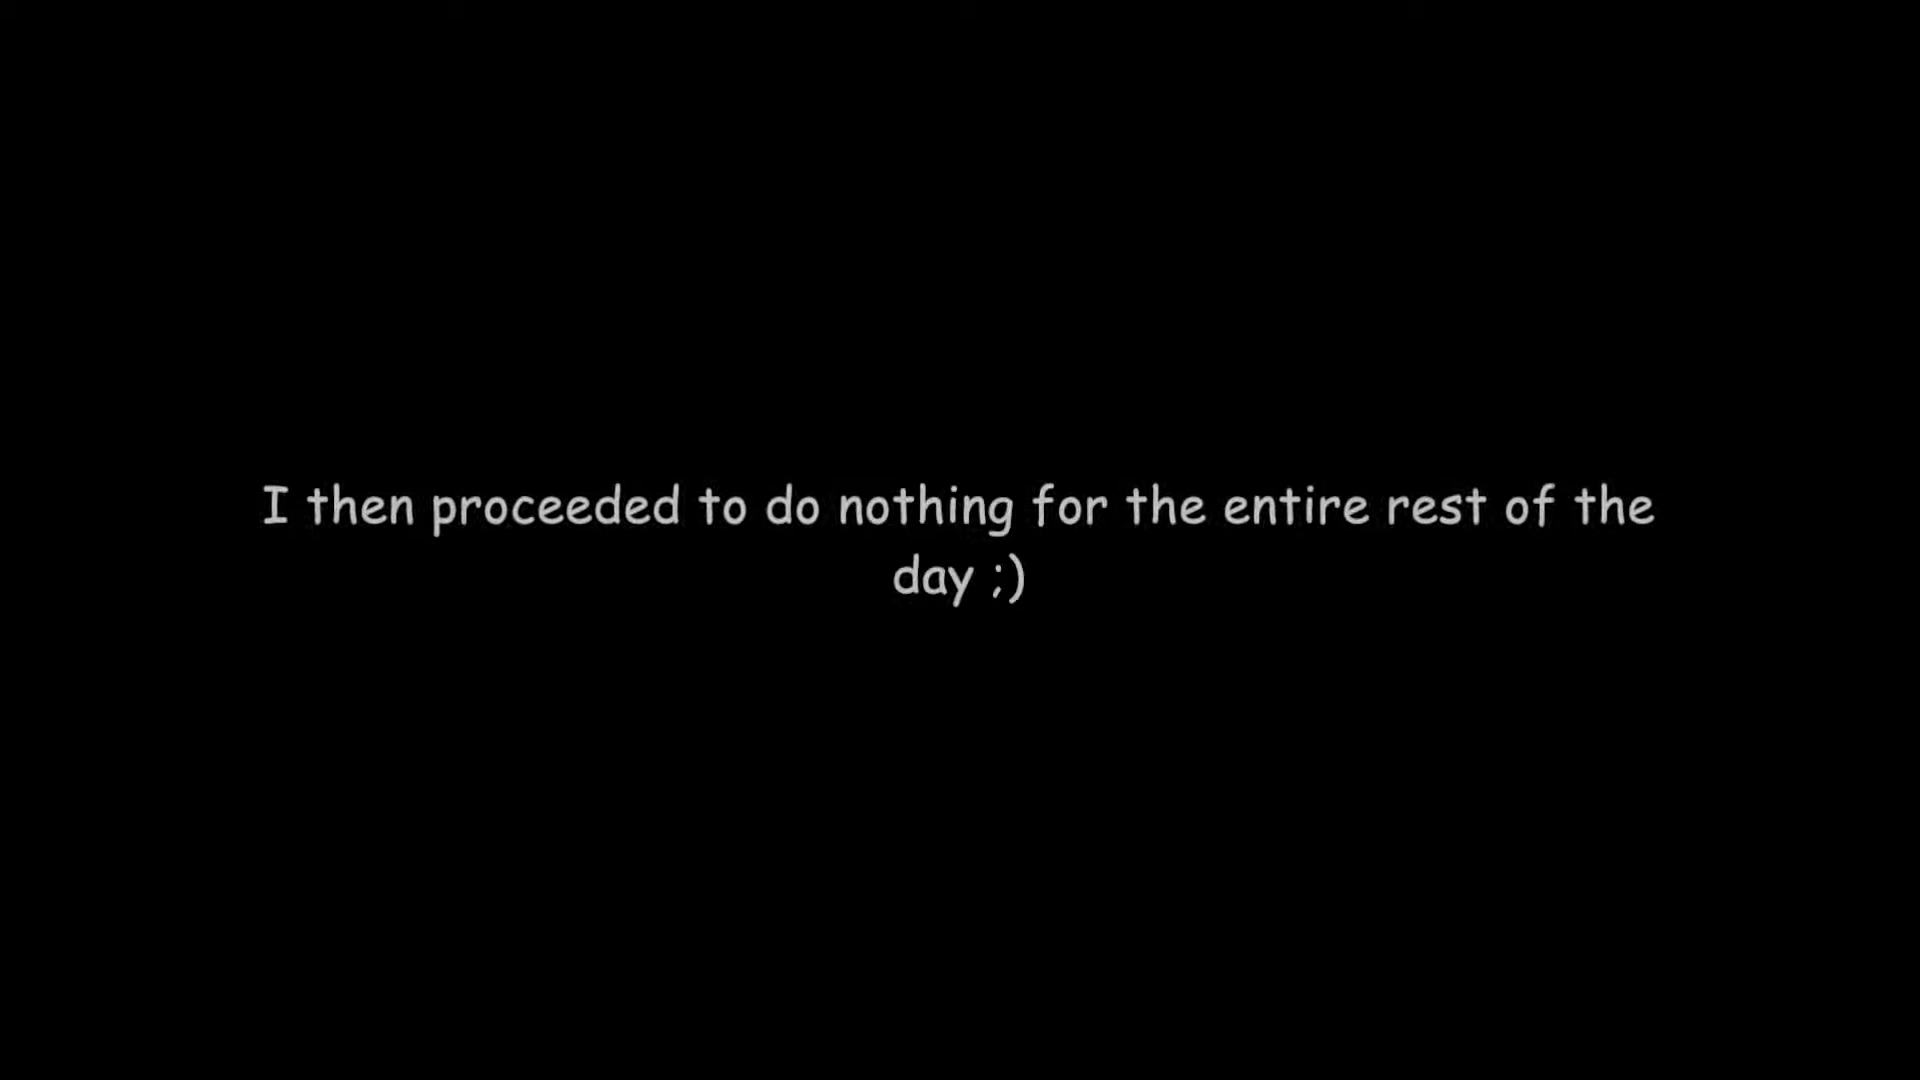 I then proceeded to do nothing for the entire rest of the
day ;)